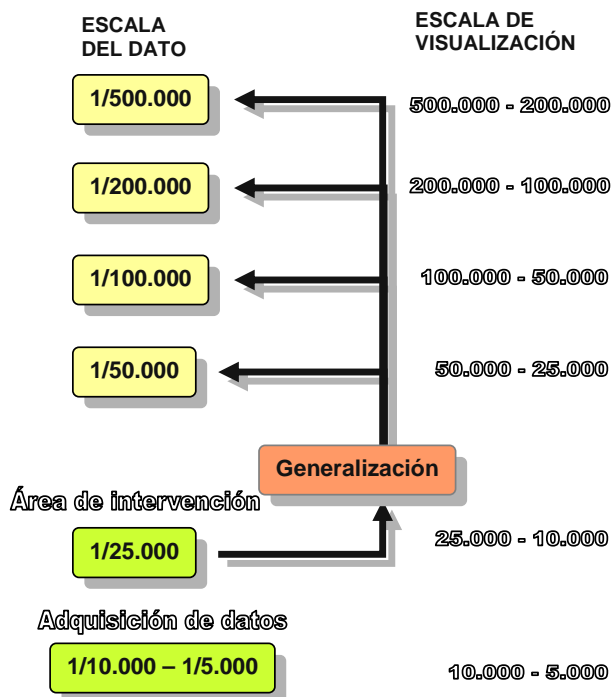 ESCALA
DEL DATO
ESCALA DE
VISUALIZACIÓN
1/500.000
500.000 - 200.000
1/200.000
200.000 - 100.000
1/100.000
100.000 - 50.000
1/50.000
50.000 - 25.000
Generalización
Área de intervención
1/25.000
25.000 - 10.000
Adquisición de datos
1/10.000 – 1/5.000
10.000 - 5.000